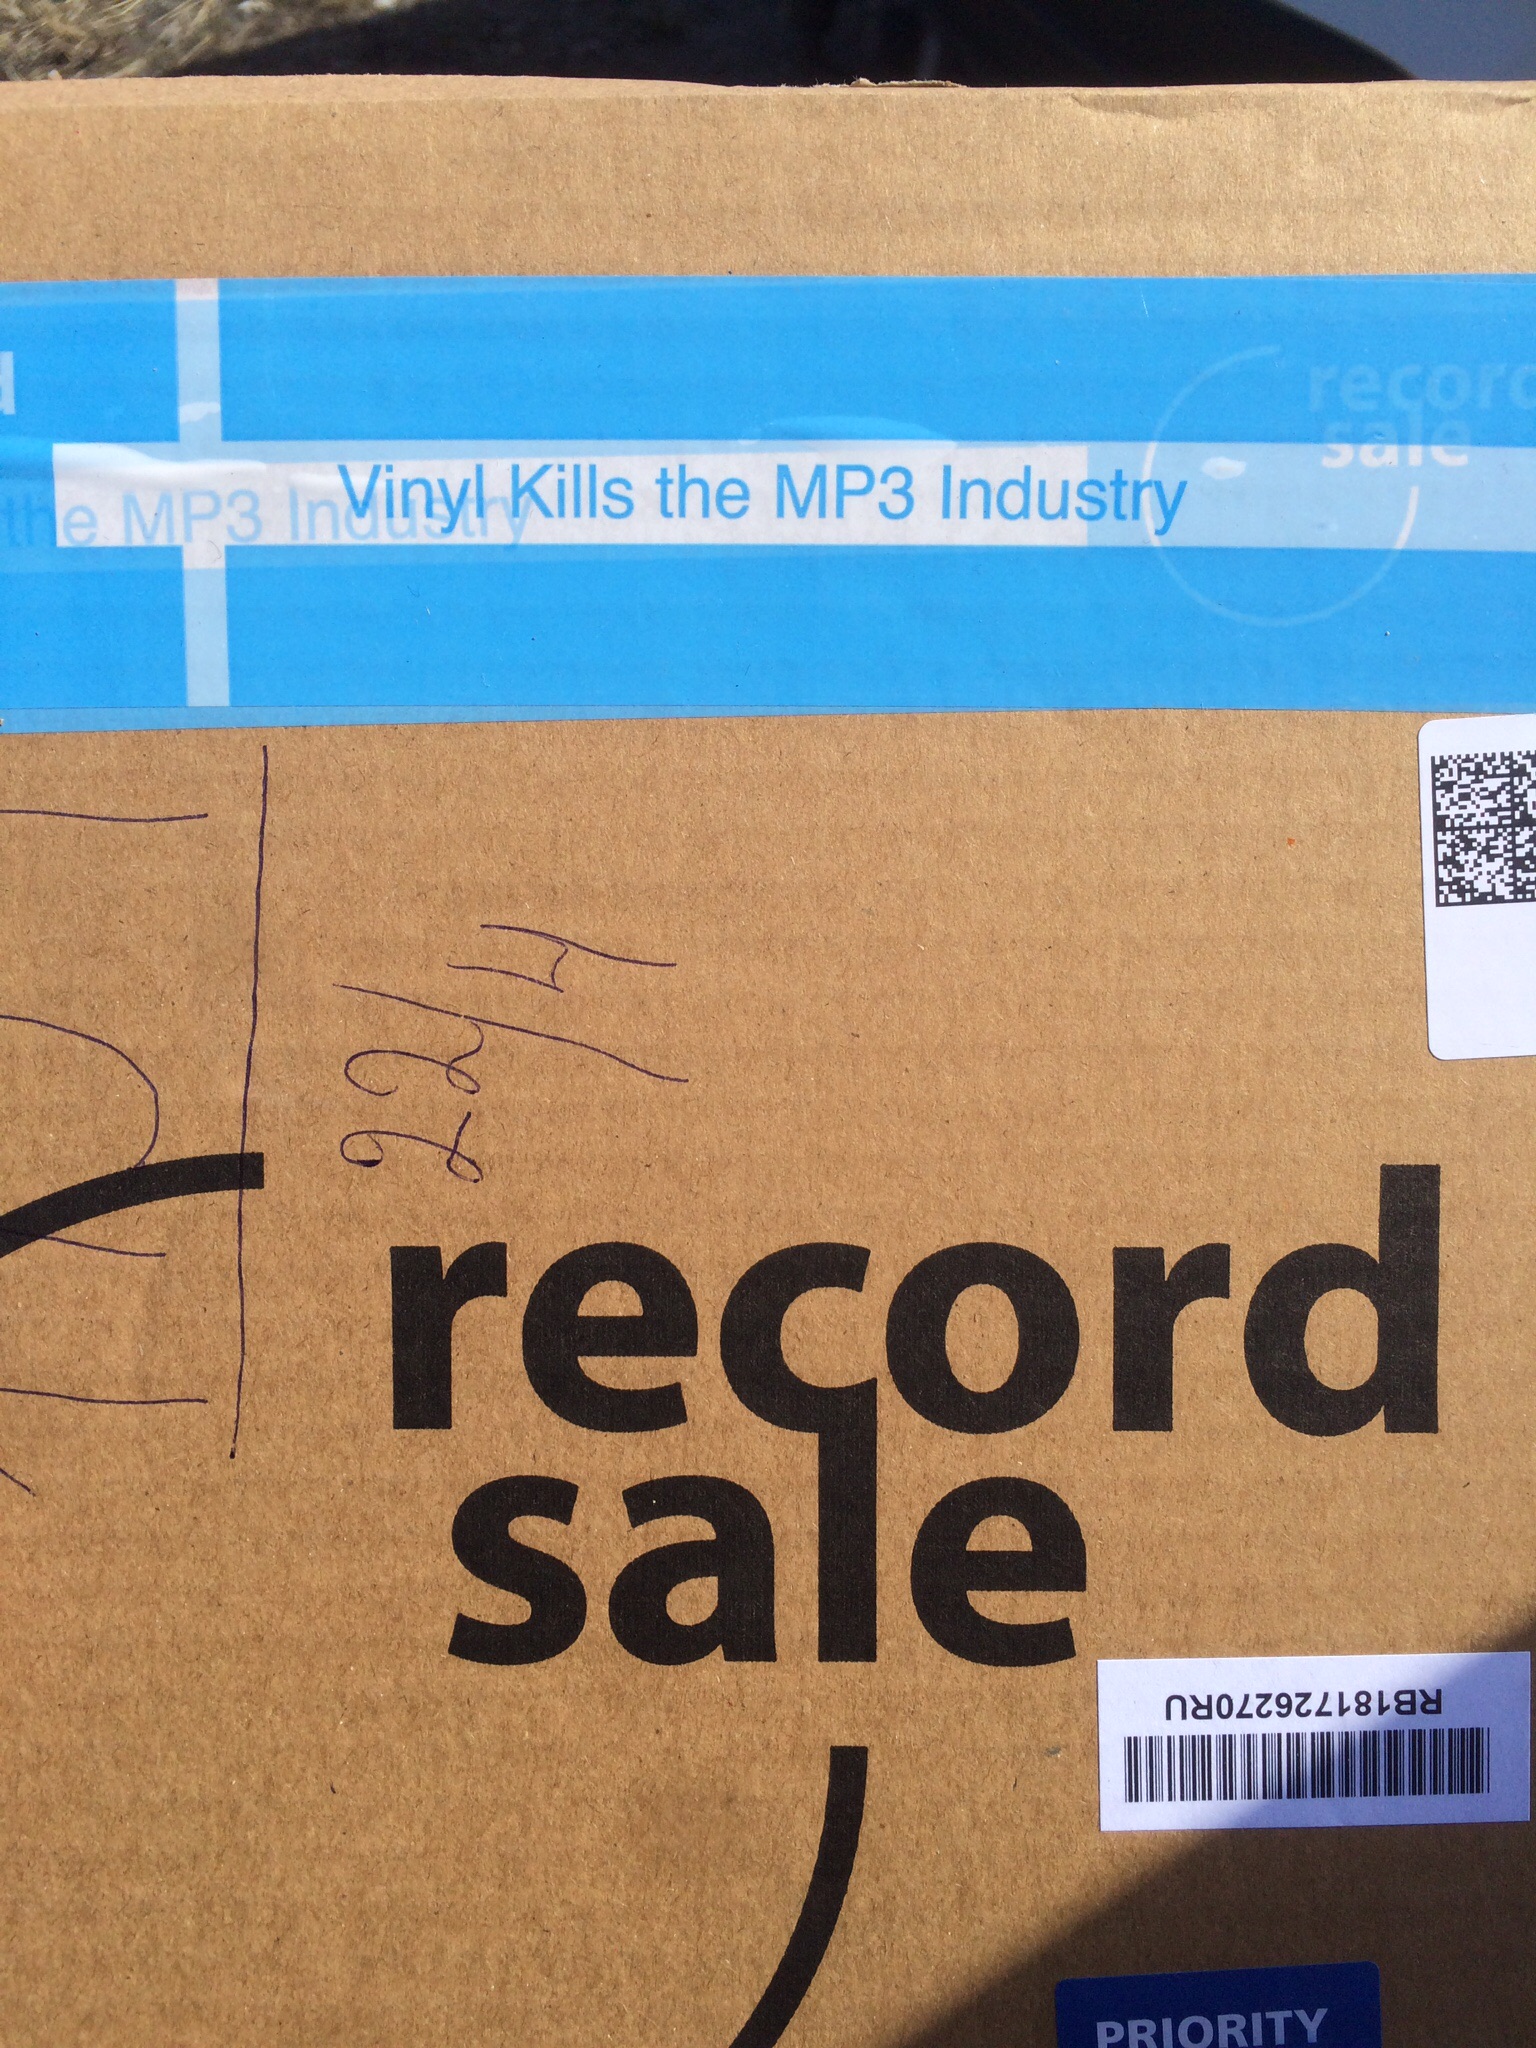 d
record
sale
the MP3 Industry
Vinyl Kills the MP3 Industry
22/4
record
sale
RB181726270RU
PRIORITY